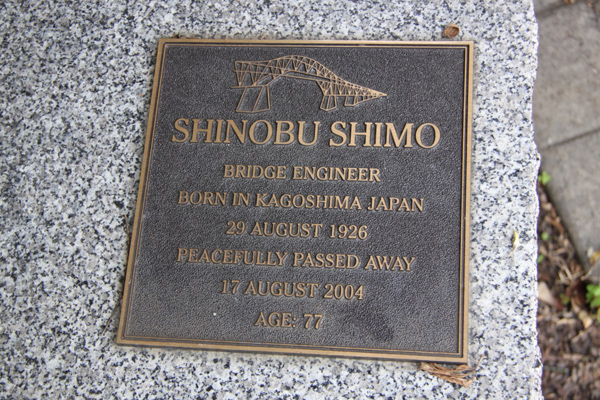 SHINOBU SHIMO
BRIDGE ENGINEER
BORN IN KAGOSHIMA JAPAN
29 AUGUST 1926
PEACEFULLY PASSED AWAY
17 AUGUST 2004
AGE: 77